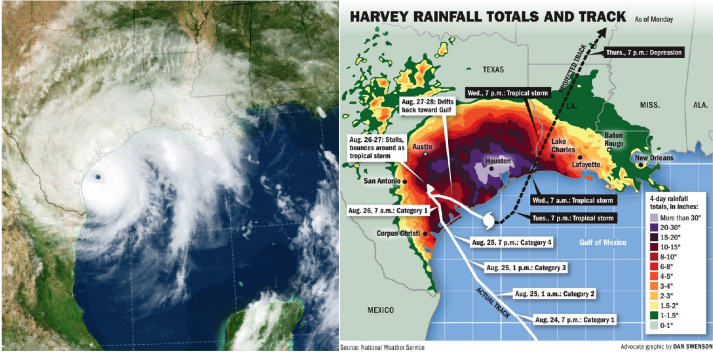 HARVEY RAINFALL TOTALS AND TRACK
As of Monday
Thurs., 7 p.m.: Depression
PROJECTED TRACK
TEXAS
Wed., 7 p.m.: Tropical storm
LA.
MISS.
ALA.
Aug. 27-28: Drifts
back toward Gulf
Aug. 26-27: Stalls,
bounces around as
tropical storm
Austin
Lake
Charles
Baton
Rouge
Houston
Lafayette
New Orleans
San Antonio
Wed., 7 a.m.: Tropical storm
Aug. 26, 7 a.m.: Category 1
Tues., 7 p.m.: Tropical storm
Corpus Christi
Aug. 25, 7 p.m.: Category 4
Gulf of Mexico
Aug. 25, 1 p.m.: Category 3
Aug. 25, 1 a.m.: Category 2
ACTUAL TRACK
MEXICO
Aug. 24, 7 p.m.: Category 1
4-day rainfall
totals, in inches:
More than 30"
20-30"
15-20"
10-15"
8-10"
6-8"
4-5"
3-4"
2-3"
1.5-2"
1-1.5"
0-1"
Source: National Weather Service
Advocate graphic by DAN SWENSON